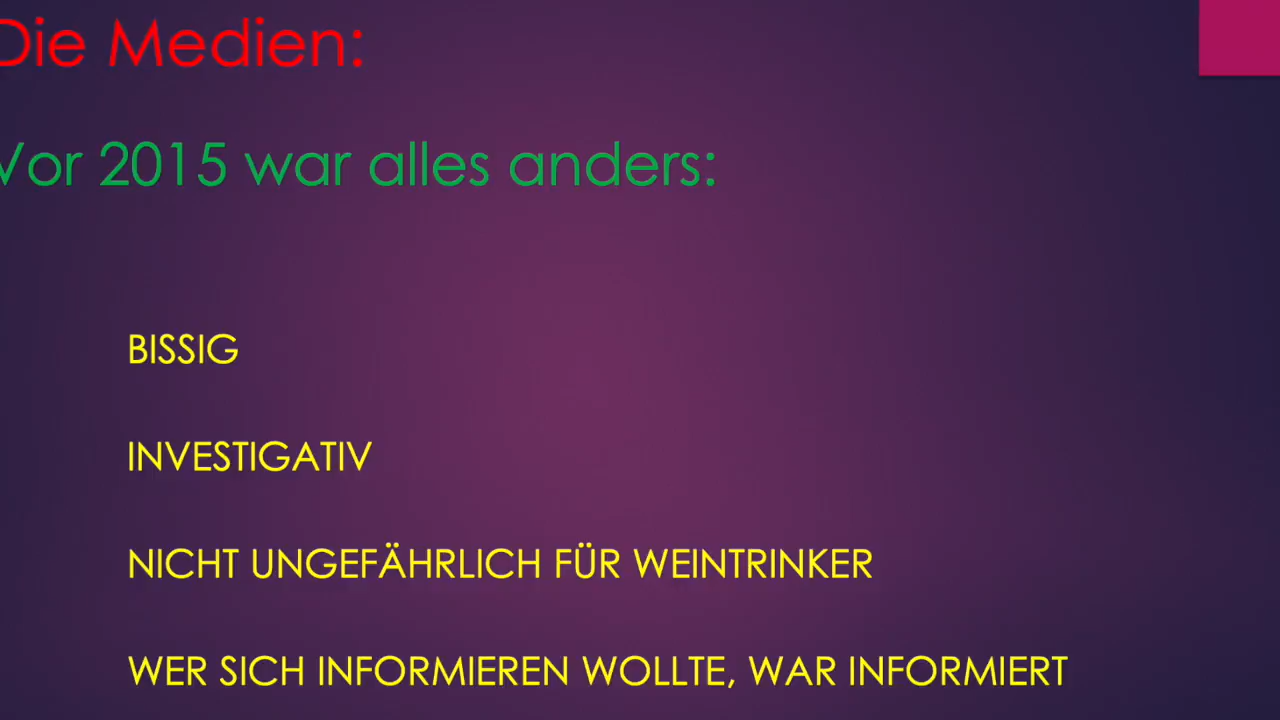 Die Medien:
Vor 2015 war alles anders:
BISSIG
INVESTIGATIV
NICHT UNGEFÄHRLICH FÜR WEINTRINKER
WER SICH INFORMIEREN WOLLTE, WAR INFORMIERT